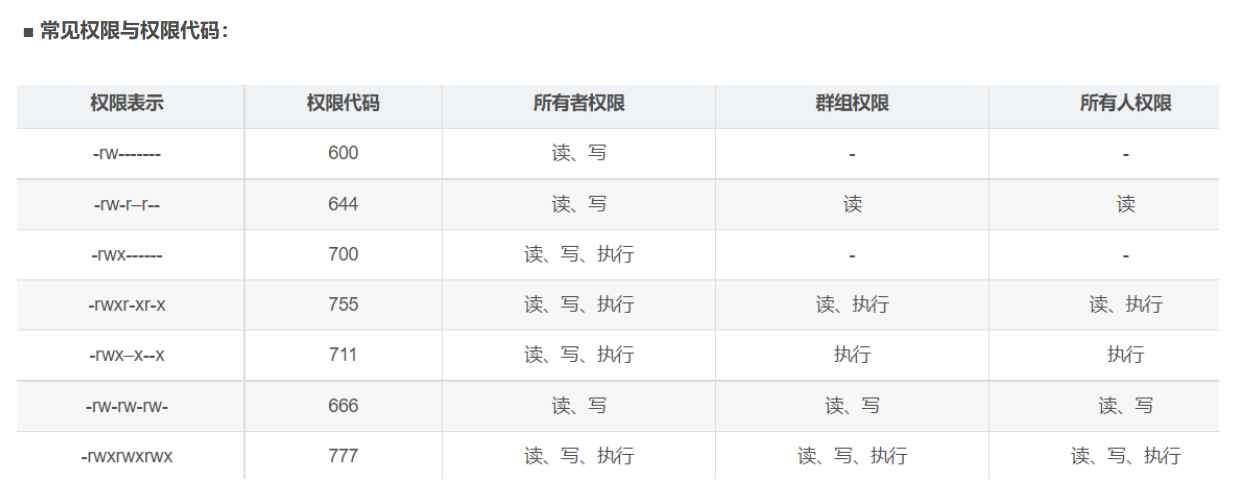 ■ 常见权限与权限代码：
权限表示 权限代码 所有者权限 群组权限 所有人权限
-rw------- 600 读、写 - -
-rw-r–r-- 644 读、写 读 读
-rwx------ 700 读、写、执行 - -
-rwxr-xr-x 755 读、写、执行 读、执行 读、执行
-rwx–x--x 711 读、写、执行 执行 执行
-rw-rw-rw- 666 读、写 读、写 读、写
-rwxrwxrwx 777 读、写、执行 读、写、执行 读、写、执行